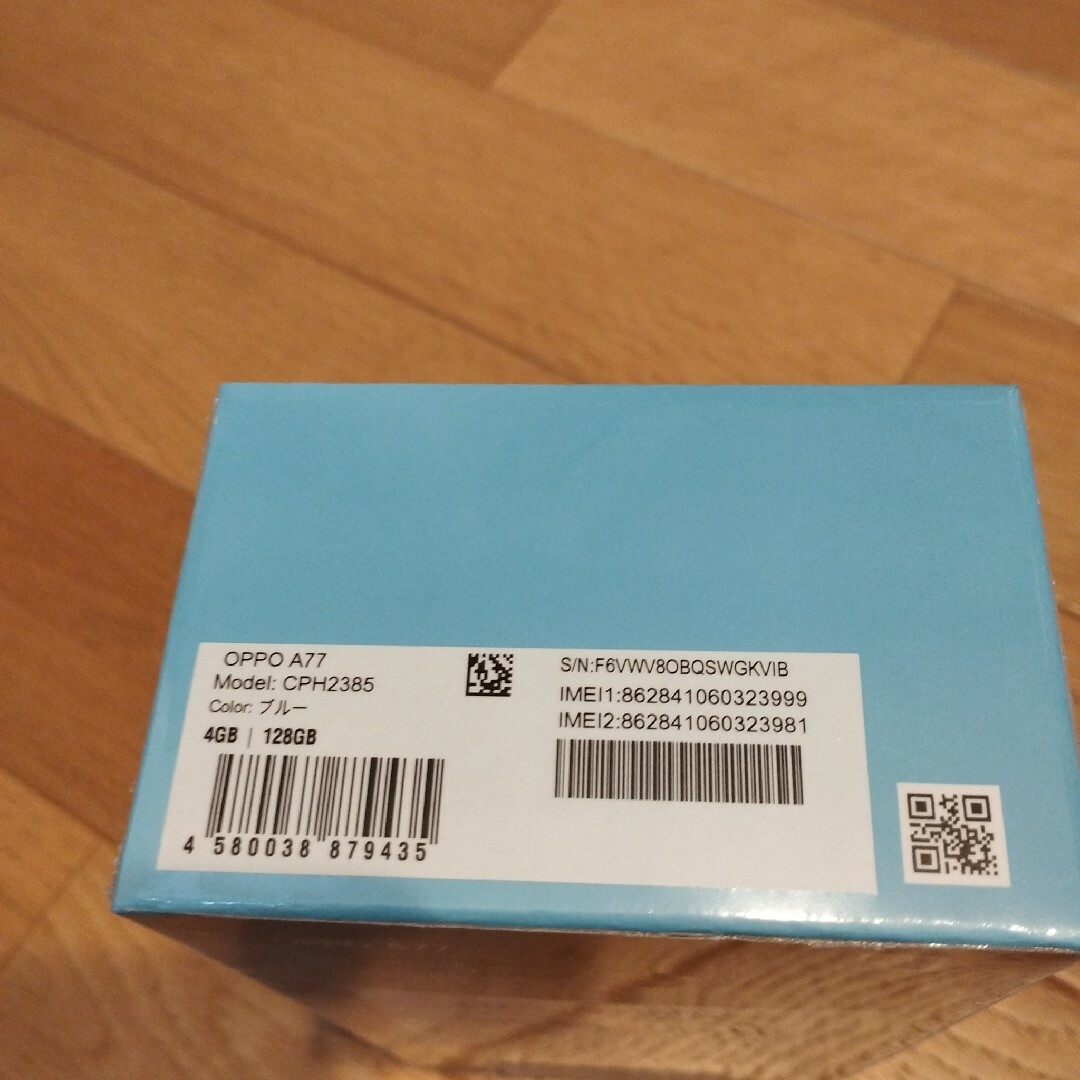 OPPO A77
Model: CPH2385
Color: ブルー
4GB | 128GB
4 580038 879435
S/N:F6VWV8OBQSWGKVIB
IMEI1:862841060323999
IMEI2:862841060323981